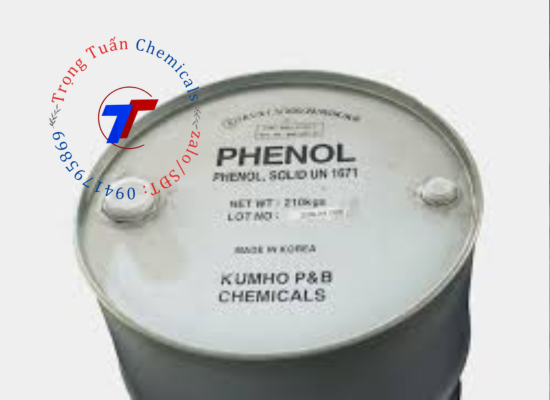 Trọng Tuấn Chemicals
zalo/SĐT: 0941795869
TT
PHENOL
PHENOL, SOLID UN 1671
NET WT : 210kgs
LOT NO :
MADE IN KOREA
KUMHO P&B
CHEMICALS